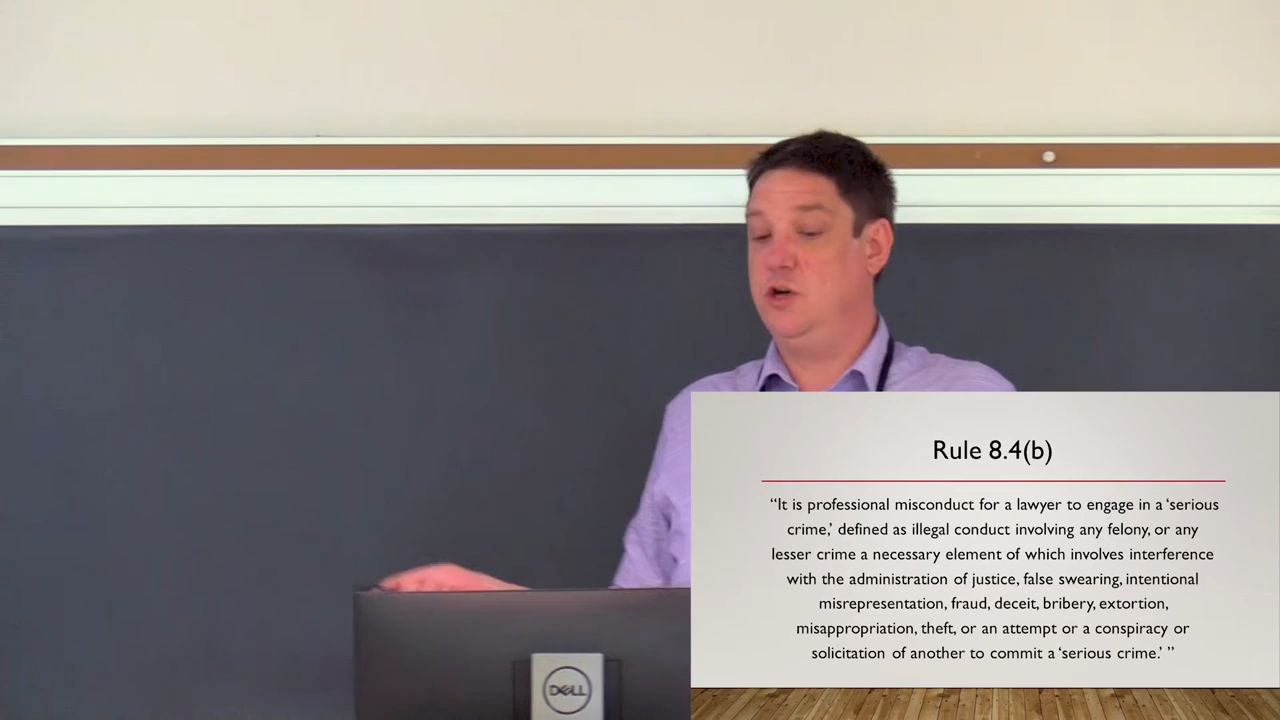 Rule 8.4(b)
“It is professional misconduct for a lawyer to engage in a ‘serious
crime,’ defined as illegal conduct involving any felony, or any
lesser crime a necessary element of which involves interference
with the administration of justice, false swearing, intentional
misrepresentation, fraud, deceit, bribery, extortion,
misappropriation, theft, or an attempt or a conspiracy or
solicitation of another to commit a ‘serious crime.’ ”
DELL